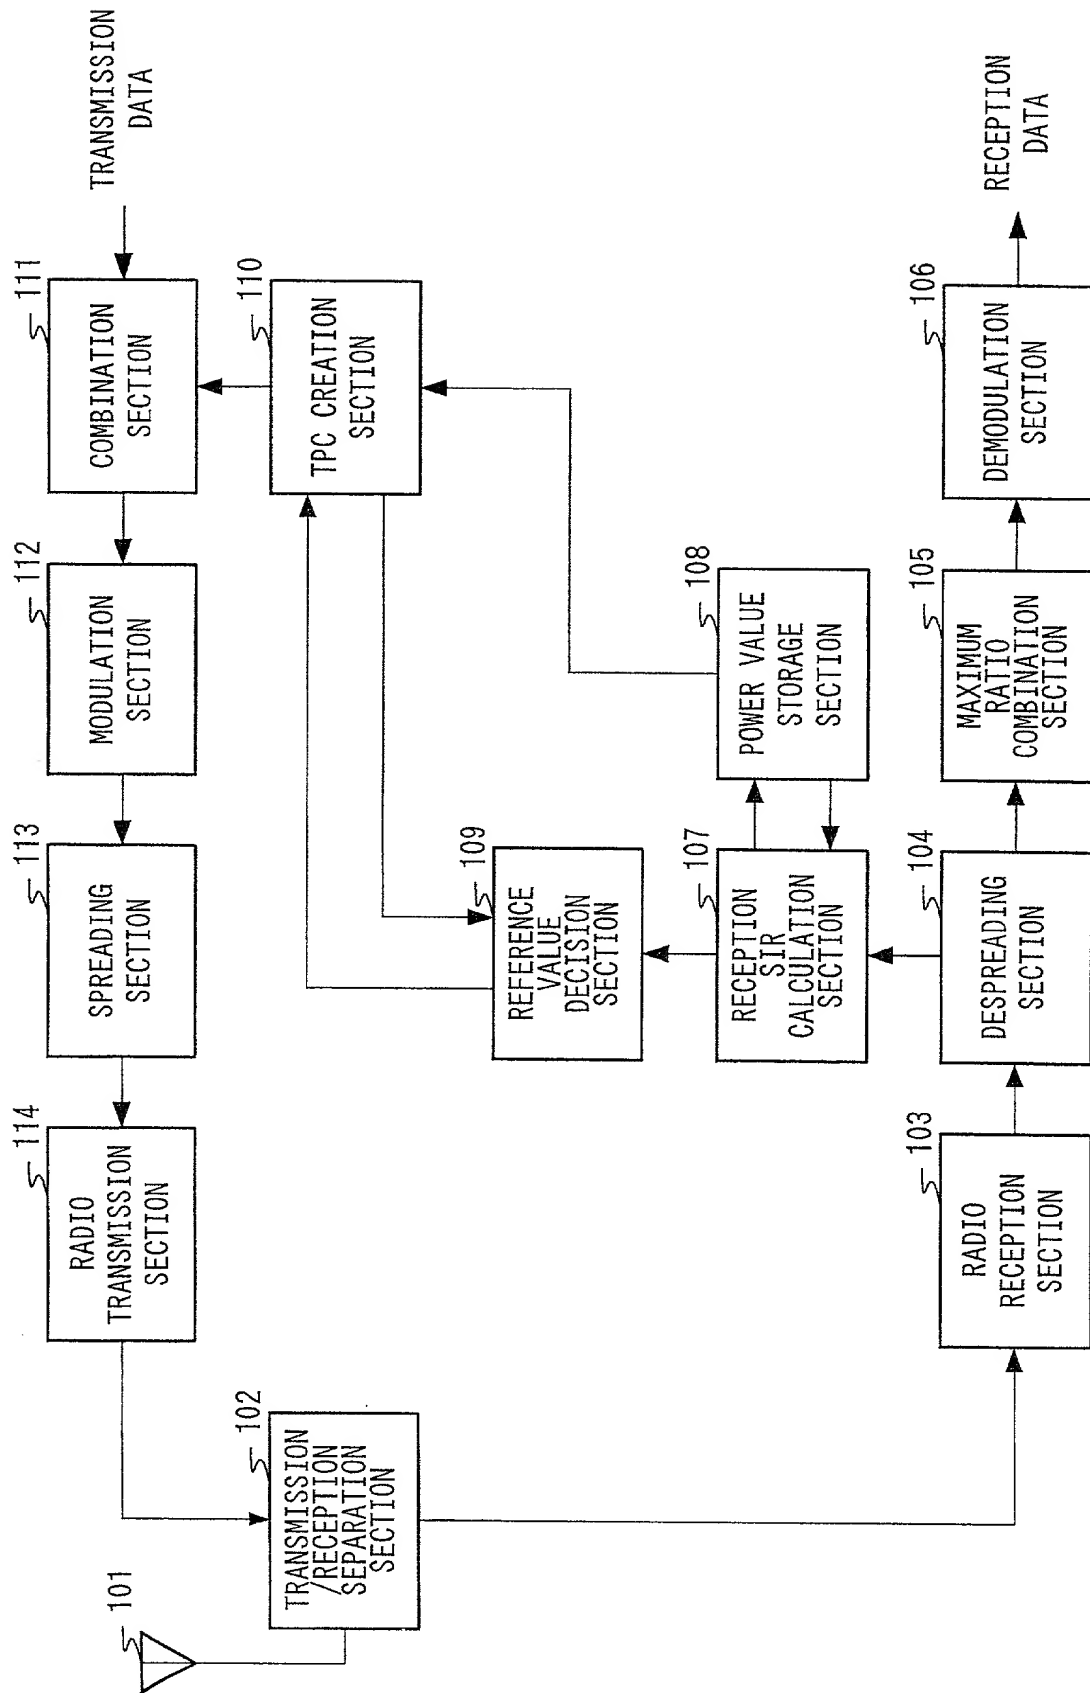 101
TRANSMISSION
/RECEPTION
SEPARATION
SECTION
102
RADIO
TRANSMISSION
SECTION
114
SPREADING
SECTION
113
MODULATION
SECTION
112
COMBINATION
SECTION
111
TRANSMISSION
DATA
TPC CREATION
SECTION
110
REFERENCE
VALUE
DECISION
SECTION
109
POWER VALUE
STORAGE
SECTION
108
RECEPTION
SIR
CALCULATION
SECTION
107
RADIO
RECEPTION
SECTION
103
DESPREADING
SECTION
104
MAXIMUM
RATIO
COMBINATION
SECTION
105
DEMODULATION
SECTION
106
RECEPTION
DATA